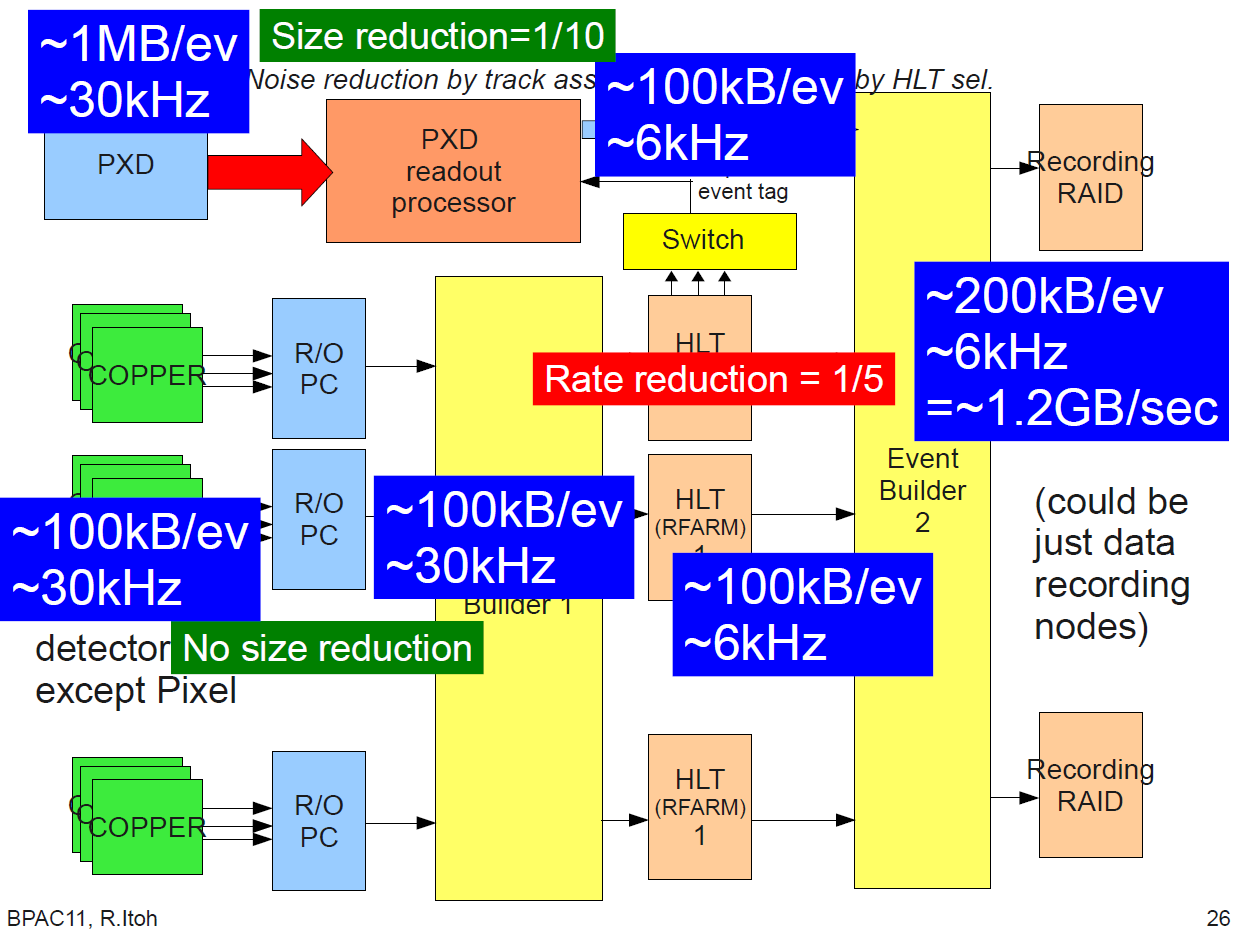 ~1MB/ev
~30kHz
Size reduction=1/10
Noise reduction by track
by HLT sel.
~100kB/ev
~6kHz
PXD
PXD
readout
processor
event tag
Switch
Recording
RAID
~200kB/ev
~6kHz
=~1.2GB/sec
COPPER
R/O
PC
HLT
Rate reduction = 1/5
R/O
PC
~100kB/ev
~30kHz
~100kB/ev
~30kHz
Builder 1
HLT
(RFARM)
~100kB/ev
~6kHz
Event
Builder
2
(could be
just data
recording
nodes)
detector
No size reduction
except Pixel
COPPER
R/O
PC
HLT
(RFARM)
1
Recording
RAID
BPAC11, R.Itoh
26